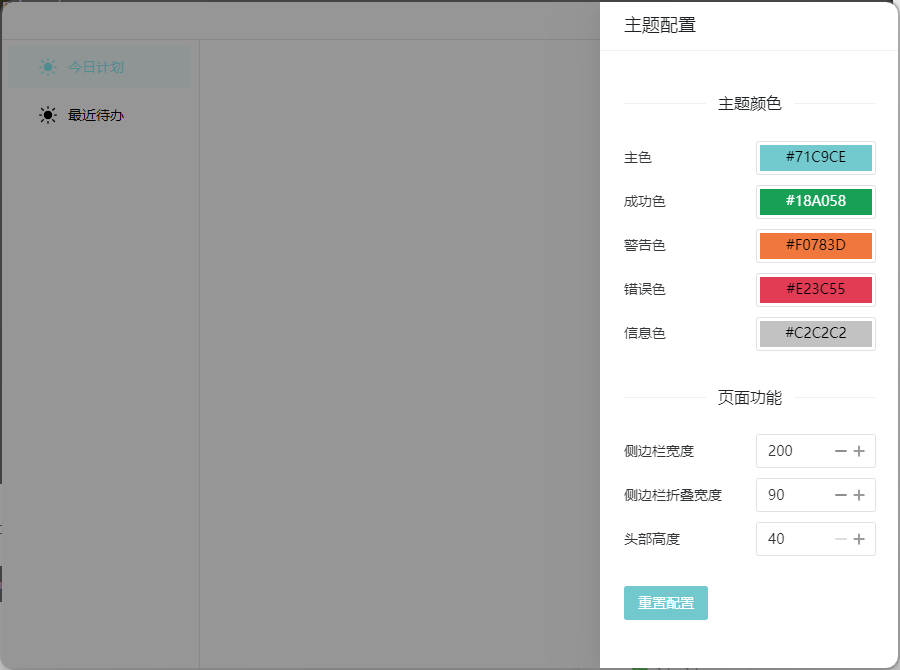 主题配置
今日计划
最近待办
主题颜色
主色 #71C9CE
成功色 #18A058
警告色 #F0783D
错误色 #E23C55
信息色 #C2C2C2
页面功能
侧边栏宽度 200
侧边栏折叠宽度 90
头部高度 40
重置配置